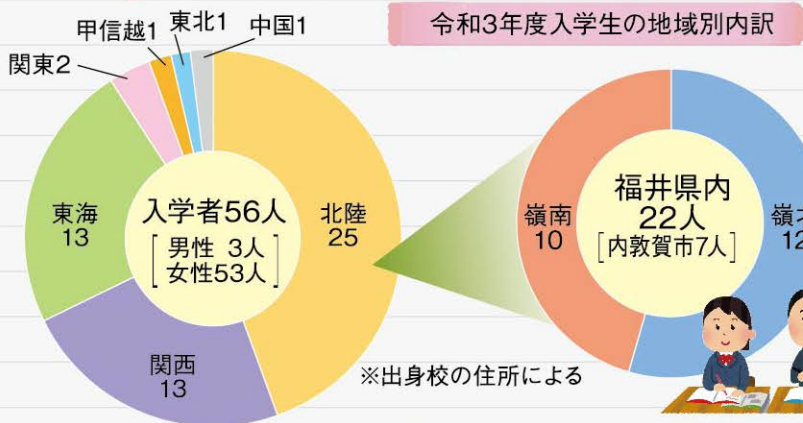 令和3年度入学生の地域別内訳
中国1
東北1
甲信越1
関東2
東海
13
関西
13
北陸
25
入学者56人
男性 3人
女性53人
嶺南
10
福井県内
22人
[内敦賀市7人]
嶺北
12
※出身校の住所による